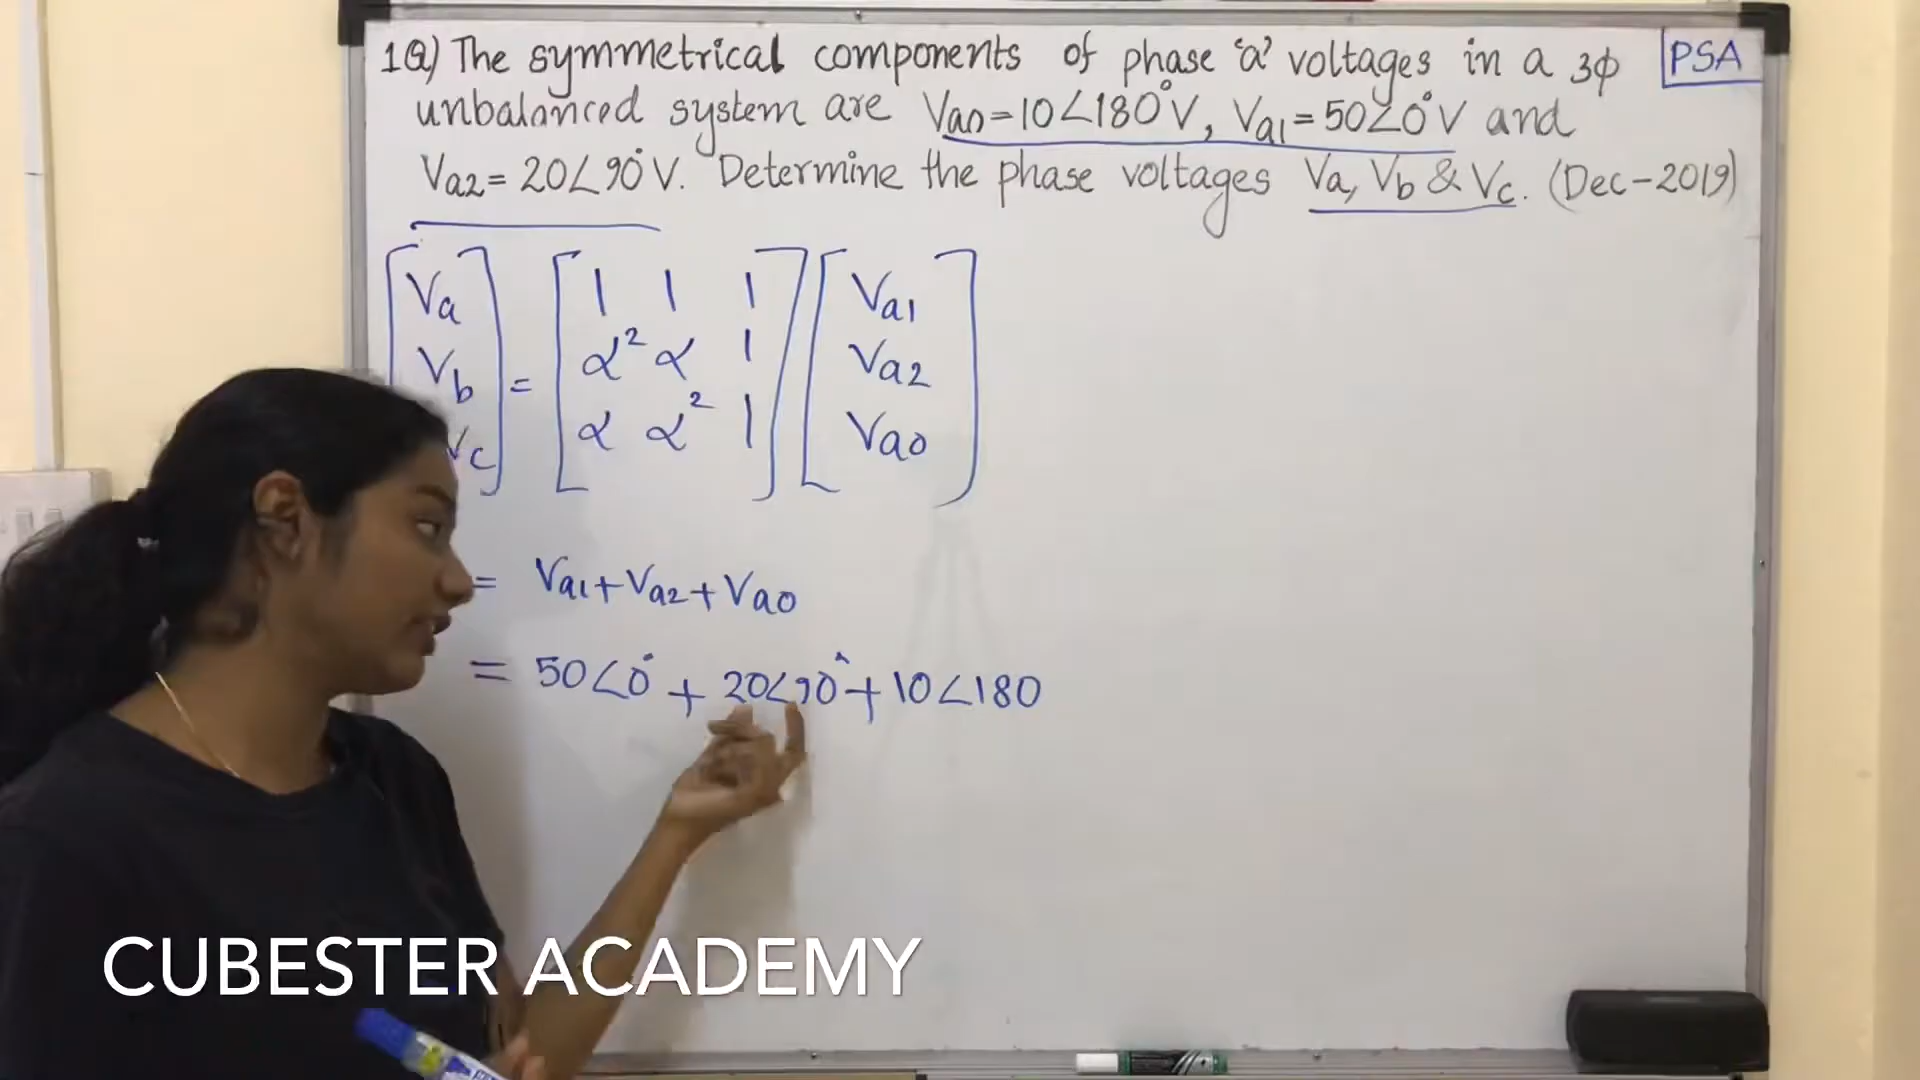 1Q) The symmetrical components of phase 'a' voltages in a 3ϕ
PSA
unbalanced system are Va0=10∠180°V, Va1=50∠0°V and
Va2=20∠90°V. Determine the phase voltages Va, Vb & Vc. (Dec-2019)
[Va] [1 1 1] [Va1]
[Vb] = [α² α 1] [Va2]
[Vc] [α α² 1] [Va0]
= Va1+Va2+Va0
= 50∠0° + 20∠90° + 10∠180
CUBESTER ACADEMY